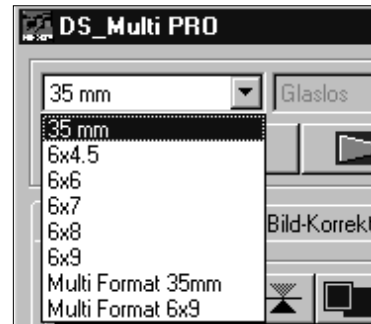 DS_Multi PRO
35 mm Glaslos
35 mm
6x4.5
6x6
6x7
6x8
Bild-Korrekt
6x9
Multi Format 35mm
Multi Format 6x9